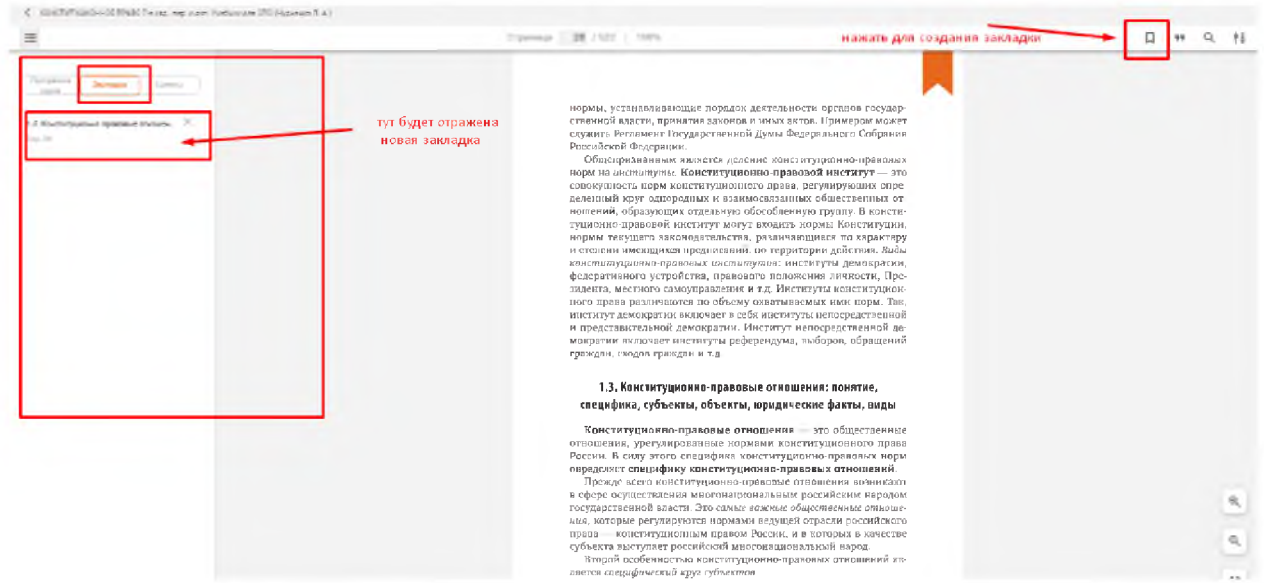 КОНСТИТУЦИОННОЕ ПРАВО
Страница 28 / 522 | 100%
нажать для создания закладки
Закладки
тут будет отражена
новая закладка
нормы, устанавливающие порядок деятельности органов государ-
ственной власти, принятия законов и иных актов. Примером может
служить Регламент Государственной Думы Федерального Собрания
Российской Федерации.
Общепризнанным является деление конституционно-правовых
норм на институты. Конституционно-правовой институт — это
совокупность норм конституционного права, регулирующих опре-
деленный круг однородных и взаимосвязанных общественных от-
ношений, образующих отдельную обособленную группу. В консти-
туционно-правовой институт могут входить нормы Конституции,
нормы текущего законодательства, различающиеся по характеру
и степени имеющихся предписаний, по территории действия. Виды
конституционно-правовых институтов: институты демократии,
федеративного устройства, правового положения личности, Пре-
зидента, местного самоуправления и т.д. Институты конституцион-
ного права различаются по объему охватываемых ими норм. Так,
институт демократии включает в себя институты непосредственной
и представительной демократии. Институт непосредственной де-
мократии включает институты референдума, выборов, обращений
граждан, сходов граждан и т.д.
1.3. Конституционно-правовые отношения: понятие,
специфика, субъекты, объекты, юридические факты, виды
Конституционно-правовые отношения — это общественные
отношения, урегулированные нормами конституционного права
России. В силу этого специфика конституционно-правовых норм
определяет специфику конституционно-правовых отношений.
Прежде всего конституционно-правовые отношения возникают
в сфере осуществления многонациональным российским народом
государственной власти. Это самые важные общественные отноше-
ния, которые регулируются нормами ведущей отрасли российского
права — конституционным правом России, и в которых в качестве
субъекта выступает российский многонациональный народ.
Второй особенностью конституционно-правовых отношений яв-
ляется специфический круг субъектов